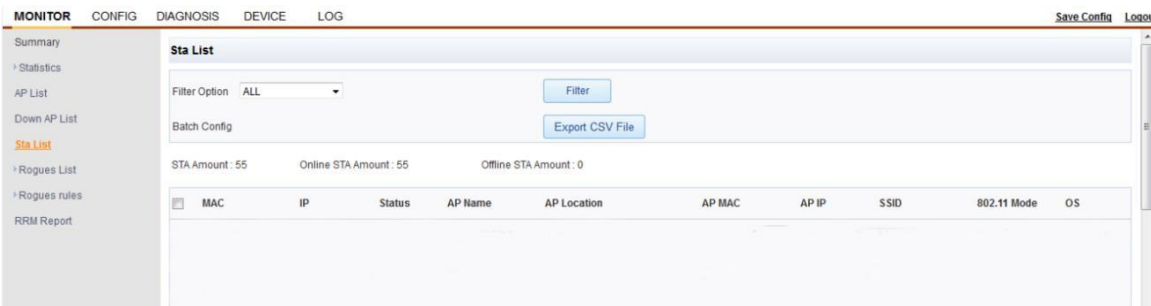 MONITOR CONFIG DIAGNOSIS DEVICE LOG Save Config Logou
Summary
Statistics
AP List
Down AP List
Sta List
Rogues List
Rogues rules
RRM Report
Sta List
Filter Option ALL Filter
Batch Config Export CSV File
STA Amount : 55 Online STA Amount : 55 Offline STA Amount : 0
MAC IP Status AP Name AP Location AP MAC AP IP SSID 802.11 Mode OS